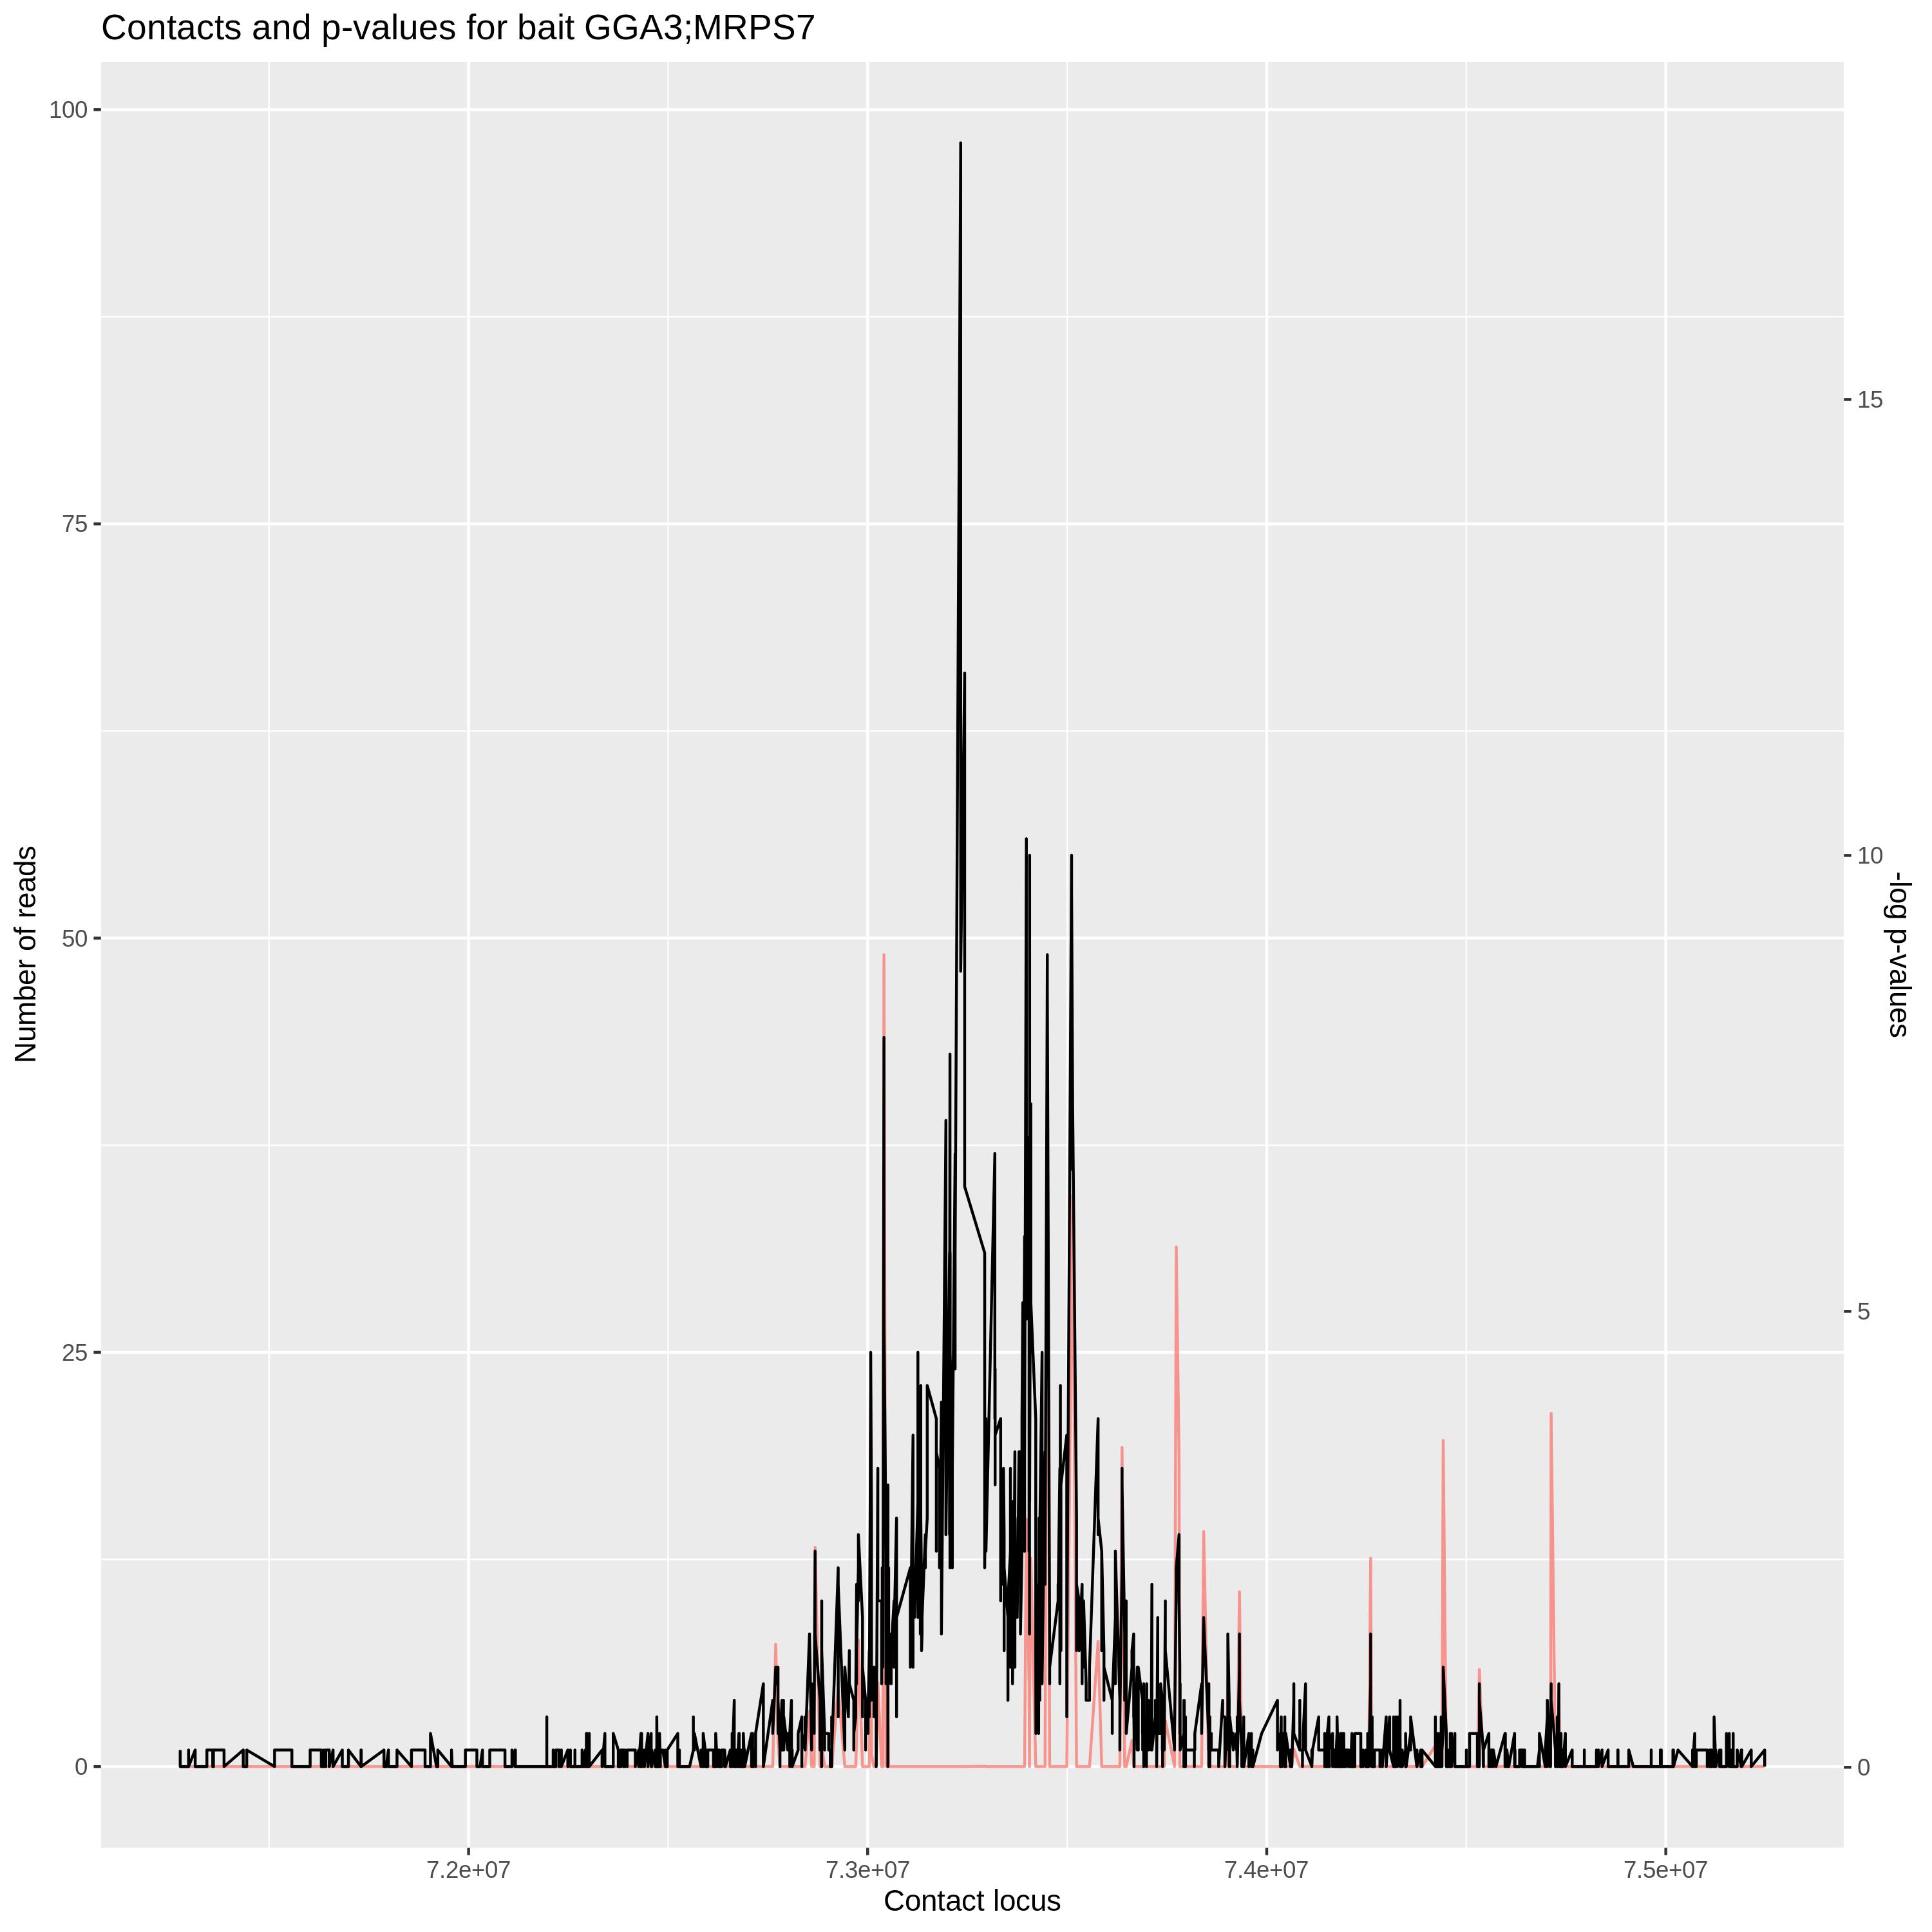 Contacts and p-values for bait GGA3;MRPS7
100
75
50
25
0
Number of reads
15
10
5
0
-log p-values
7.2e+07
7.3e+07
7.4e+07
7.5e+07
Contact locus